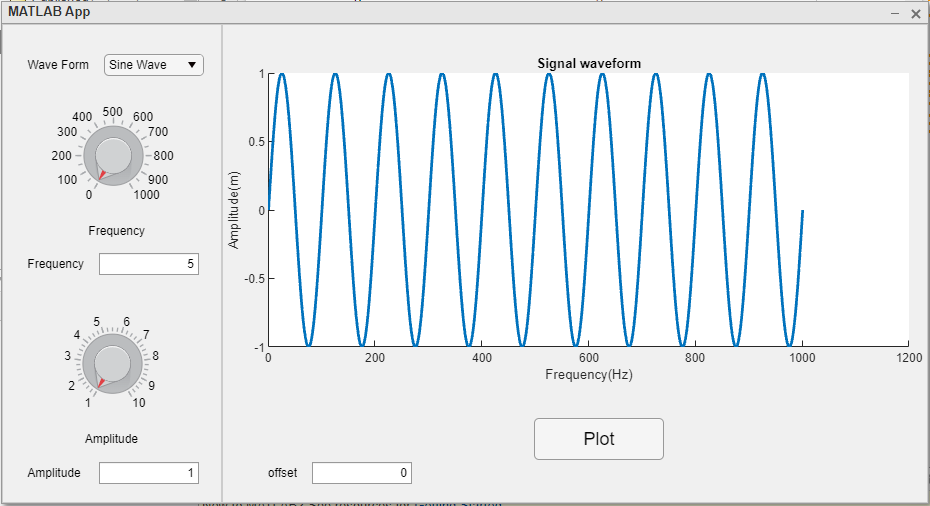 MATLAB App
Wave Form Sine Wave
0 100 200 300 400 500 600 700 800 900 1000
Frequency
Frequency 5
1 2 3 4 5 6 7 8 9 10
Amplitude
Amplitude 1
Signal waveform
Amplitude(m)
1
0.5
0
-0.5
-1
0 200 400 600 800 1000 1200
Frequency(Hz)
Plot
offset 0